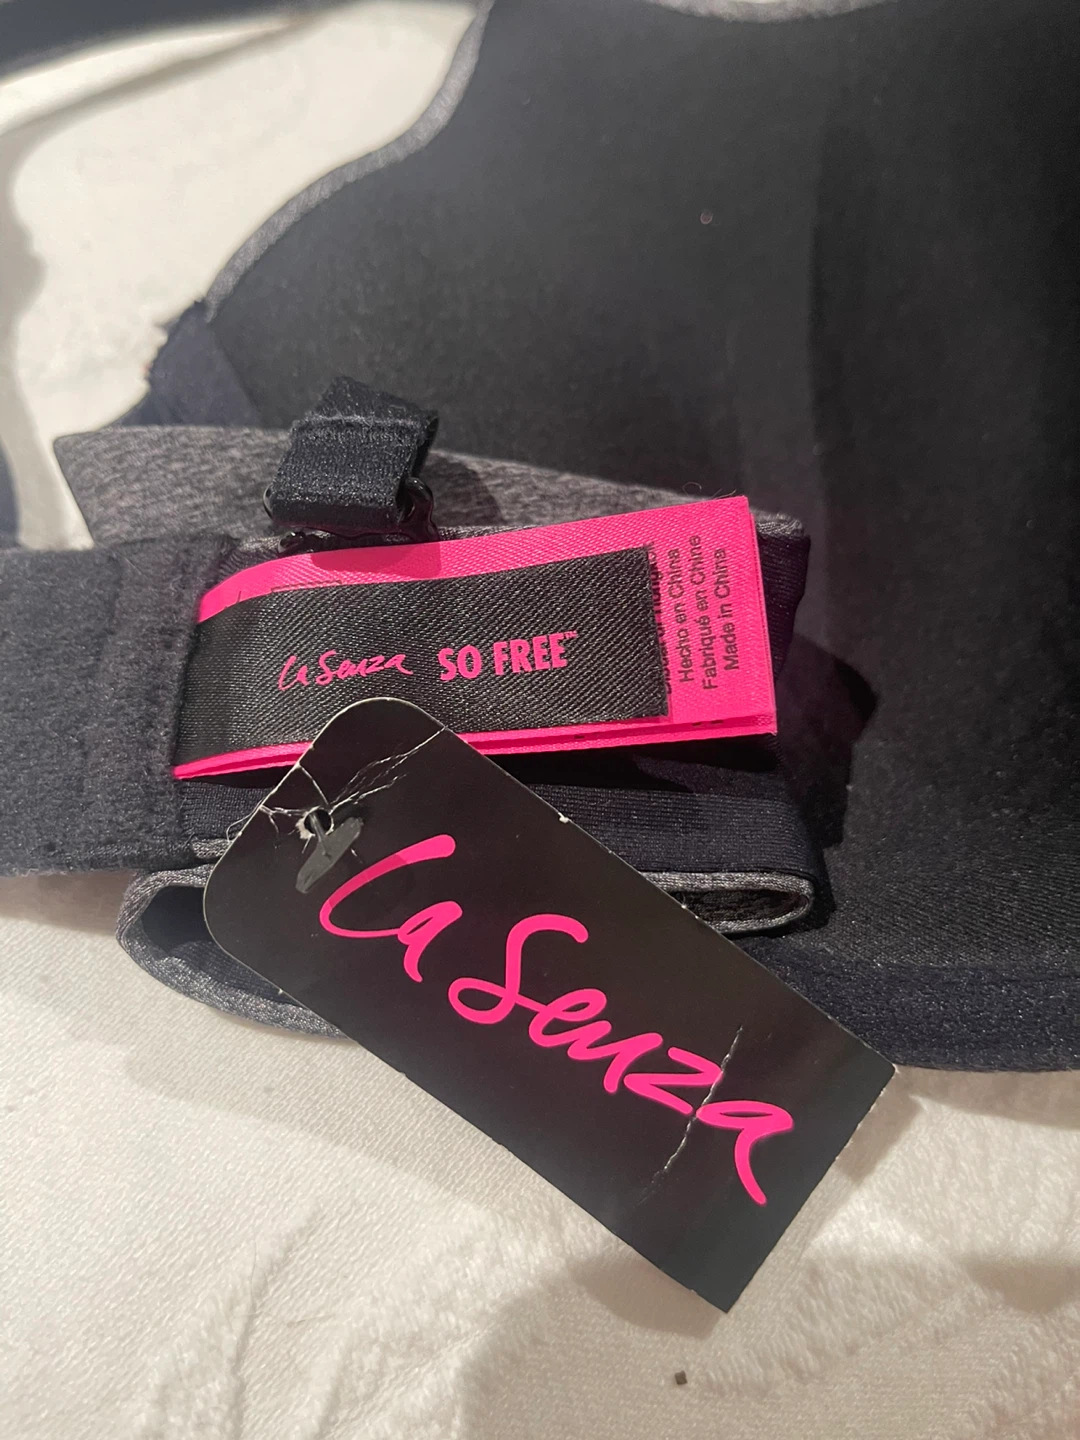 La Senza SO FREE™
Hecho en China
Fabriqué en Chine
Made in China
La Senza